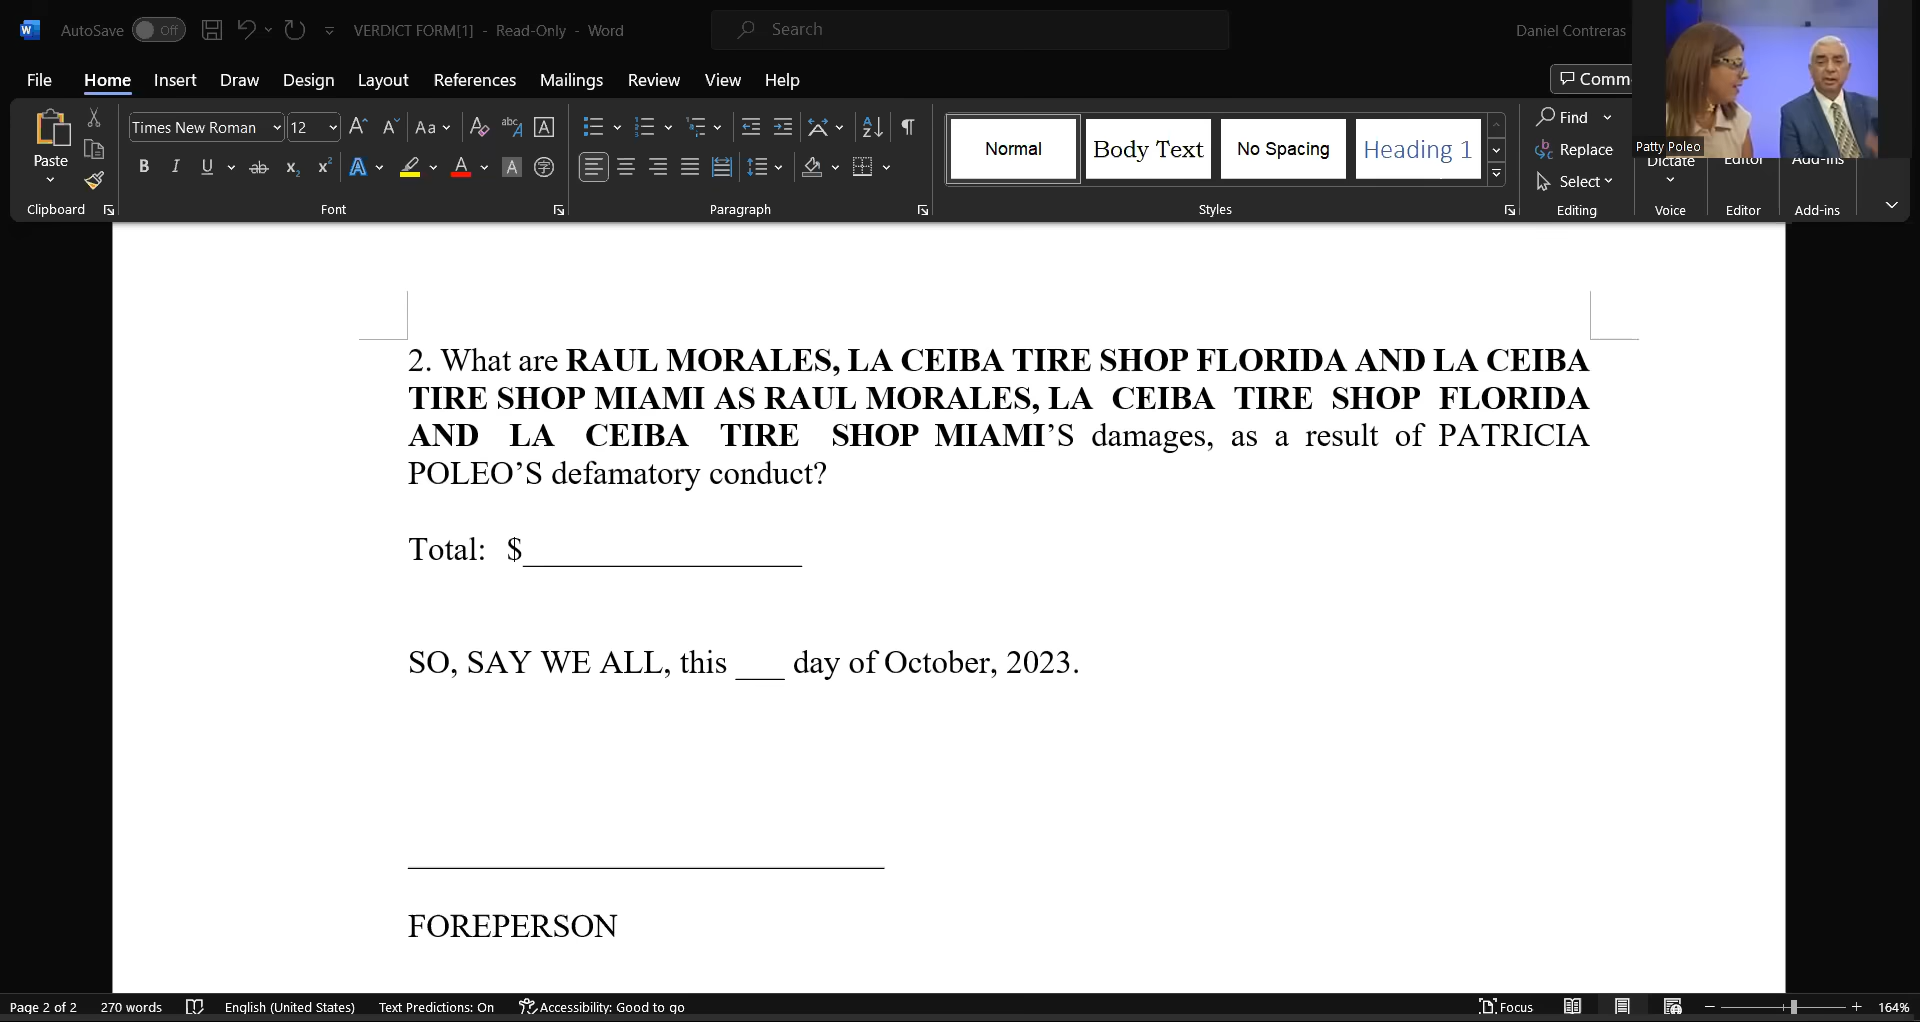 AutoSave Off VERDICT FORM[1] - Read-Only - Word Search Daniel Contreras
File Home Insert Draw Design Layout References Mailings Review View Help
Times New Roman 12 Aa
Paste
Clipboard Font Paragraph
Normal Body Text No Spacing Heading 1
Styles
Find
Replace
Select
Editing
Patty Poleo
Dictate Editor Add-ins
Voice Editor Add-ins
2. What are RAUL MORALES, LA CEIBA TIRE SHOP FLORIDA AND LA CEIBA
TIRE SHOP MIAMI AS RAUL MORALES, LA CEIBA TIRE SHOP FLORIDA
AND LA CEIBA TIRE SHOP MIAMI’S damages, as a result of PATRICIA
POLEO’S defamatory conduct?
Total: $__________________
SO, SAY WE ALL, this ___ day of October, 2023.
FOREPERSON
Page 2 of 2 270 words English (United States) Text Predictions: On Accessibility: Good to go Focus 164%